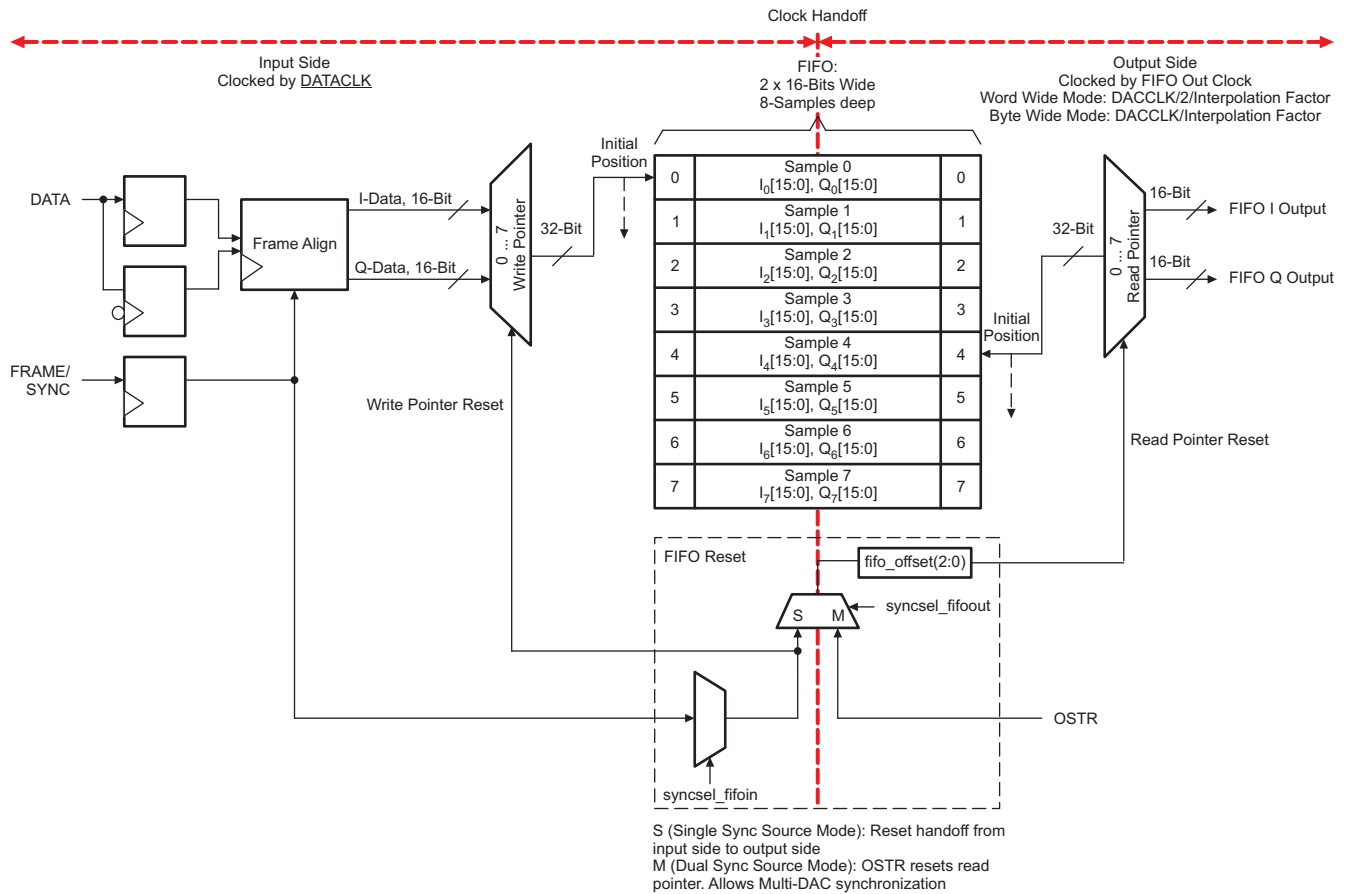 Clock Handoff
Input Side
Clocked by DATACLK
FIFO:
2 x 16-Bits Wide
8-Samples deep
Output Side
Clocked by FIFO Out Clock
Word Wide Mode: DACCLK/2/Interpolation Factor
Byte Wide Mode: DACCLK/Interpolation Factor
DATA
FRAME/
SYNC
Frame Align
I-Data, 16-Bit
Q-Data, 16-Bit
0 ... 7
Write Pointer
32-Bit
Initial
Position
0
Sample 0
I0[15:0], Q0[15:0]
0
1
Sample 1
I1[15:0], Q1[15:0]
1
2
Sample 2
I2[15:0], Q2[15:0]
2
3
Sample 3
I3[15:0], Q3[15:0]
3
4
Sample 4
I4[15:0], Q4[15:0]
4
5
Sample 5
I5[15:0], Q5[15:0]
5
6
Sample 6
I6[15:0], Q6[15:0]
6
7
Sample 7
I7[15:0], Q7[15:0]
7
Initial
Position
32-Bit
0 ... 7
Read Pointer
16-Bit
FIFO I Output
16-Bit
FIFO Q Output
Write Pointer Reset
Read Pointer Reset
FIFO Reset
fifo_offset(2:0)
S M
syncsel_fifoout
OSTR
syncsel_fifoin
S (Single Sync Source Mode): Reset handoff from
input side to output side
M (Dual Sync Source Mode): OSTR resets read
pointer. Allows Multi-DAC synchronization